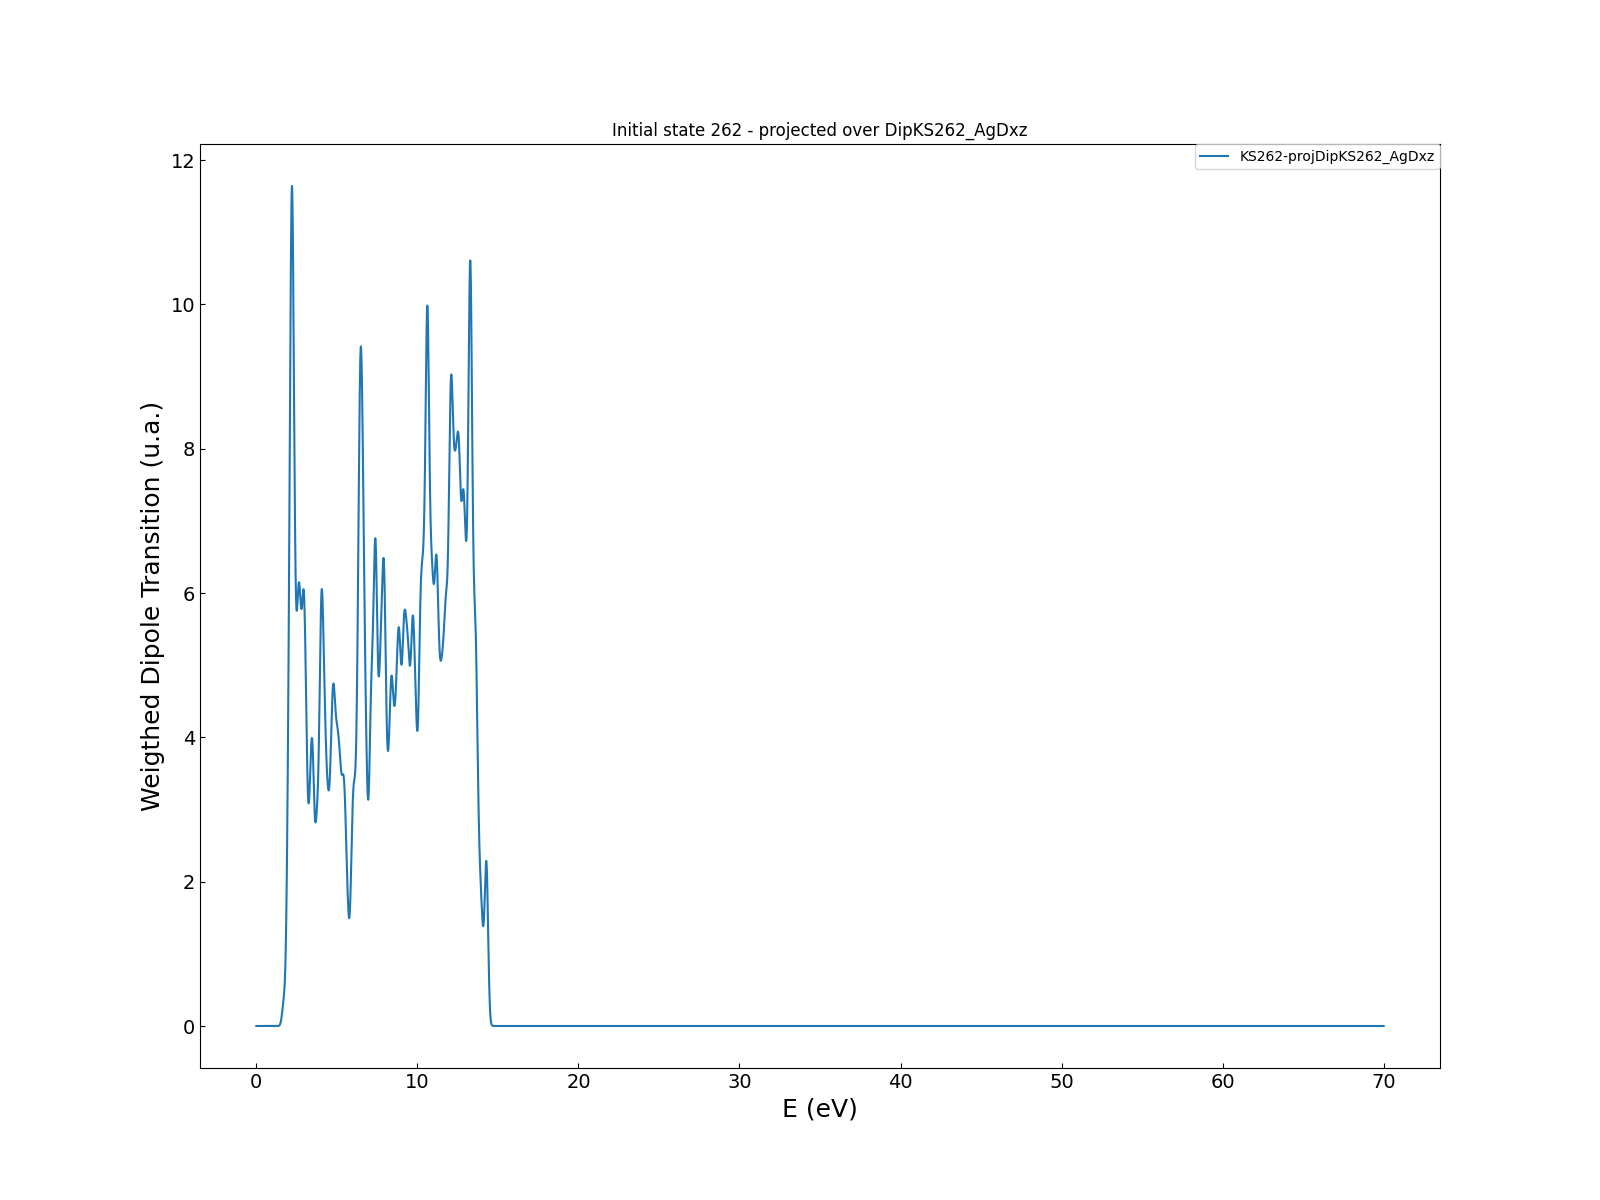 Initial state 262 - projected over DipKS262_AgDxz
KS262-projDipKS262_AgDxz
12
10
8
6
4
2
0
Weigthed Dipole Transition (u.a.)
0 10 20 30 40 50 60 70
E (eV)